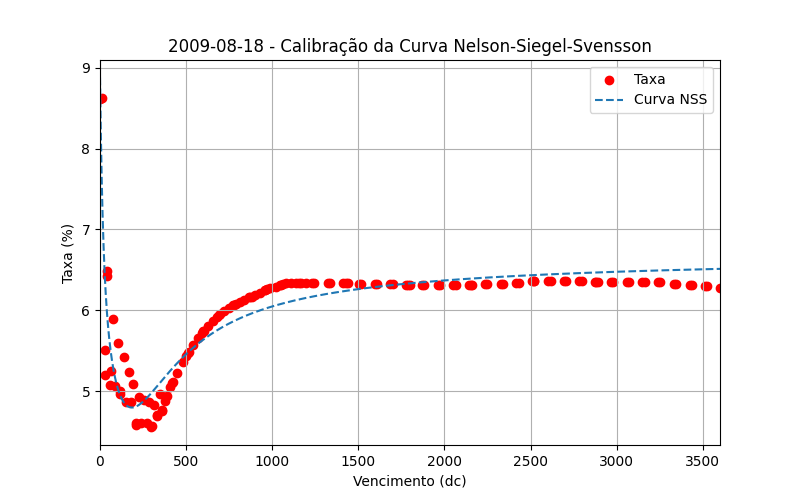 2009-08-18 - Calibração da Curva Nelson-Siegel-Svensson
Taxa
Curva NSS
Taxa (%)
9
8
7
6
5
0 500 1000 1500 2000 2500 3000 3500
Vencimento (dc)